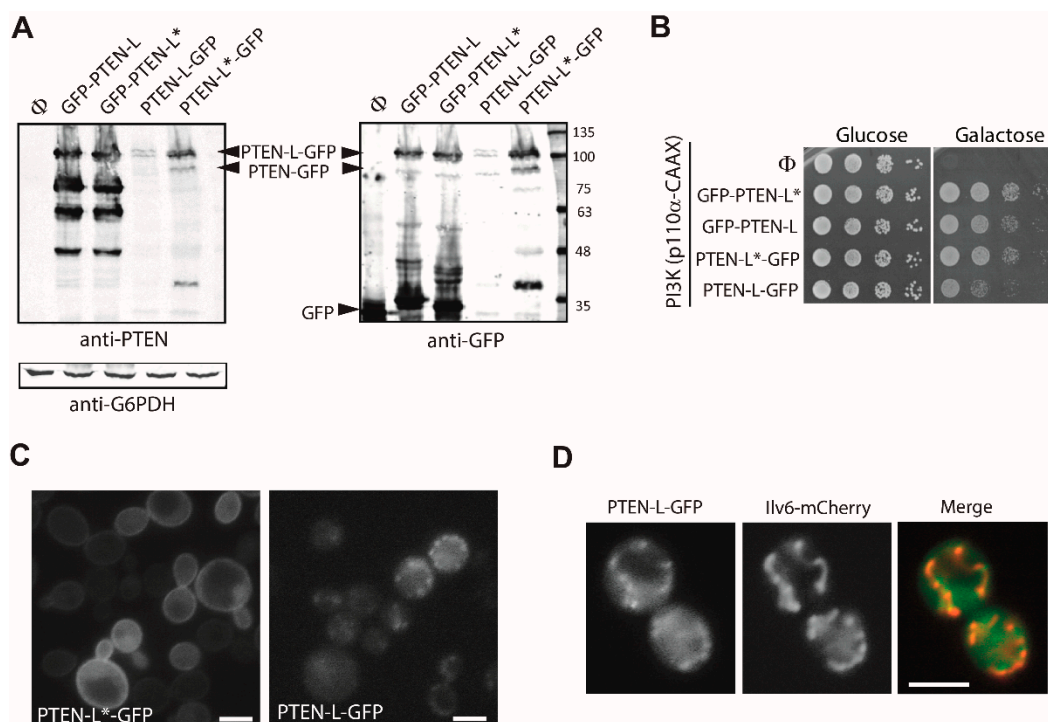 A
Φ
GFP-PTEN-L
GFP-PTEN-L*
PTEN-L-GFP
PTEN-L*-GFP
anti-PTEN
anti-G6PDH
PTEN-L-GFP
PTEN-GFP
GFP
Φ
GFP-PTEN-L
GFP-PTEN-L*
PTEN-L-GFP
PTEN-L*-GFP
135
100
75
63
48
35
anti-GFP
B
Glucose Galactose
PI3K (p110α-CAAX)
Φ
GFP-PTEN-L*
GFP-PTEN-L
PTEN-L*-GFP
PTEN-L-GFP
C
PTEN-L*-GFP
PTEN-L-GFP
D
PTEN-L-GFP Ilv6-mCherry Merge